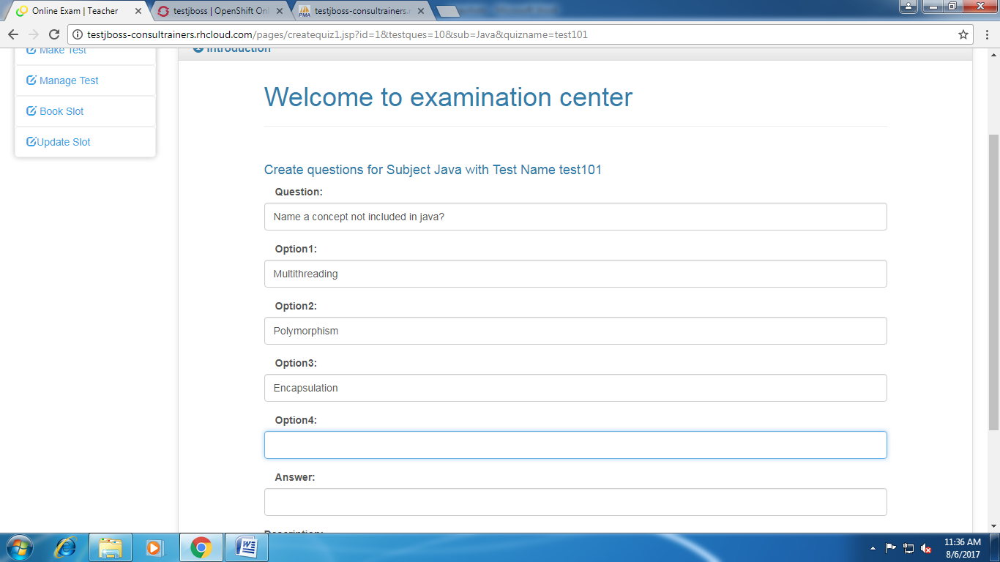 Online Exam | Teacher
testjboss | OpenShift Onl
testjboss-consultrainers.r
testjboss-consultrainers.rhcloud.com/pages/createquiz1.jsp?id=1&testques=10&sub=Java&quizname=test101
Make Test
Manage Test
Book Slot
Update Slot
Introduction
Welcome to examination center
Create questions for Subject Java with Test Name test101
Question:
Name a concept not included in java?
Option1:
Multithreading
Option2:
Polymorphism
Option3:
Encapsulation
Option4:
Answer:
Description:
11:36 AM
8/6/2017